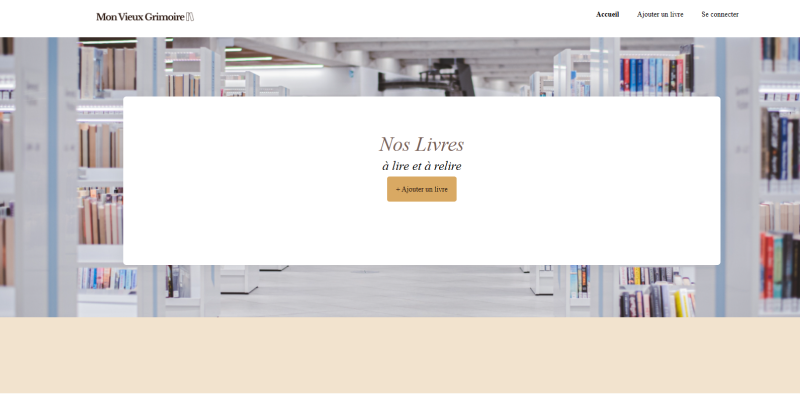 Mon Vieux Grimoire
Accueil
Ajouter un livre
Se connecter
Nos Livres
à lire et à relire
+ Ajouter un livre